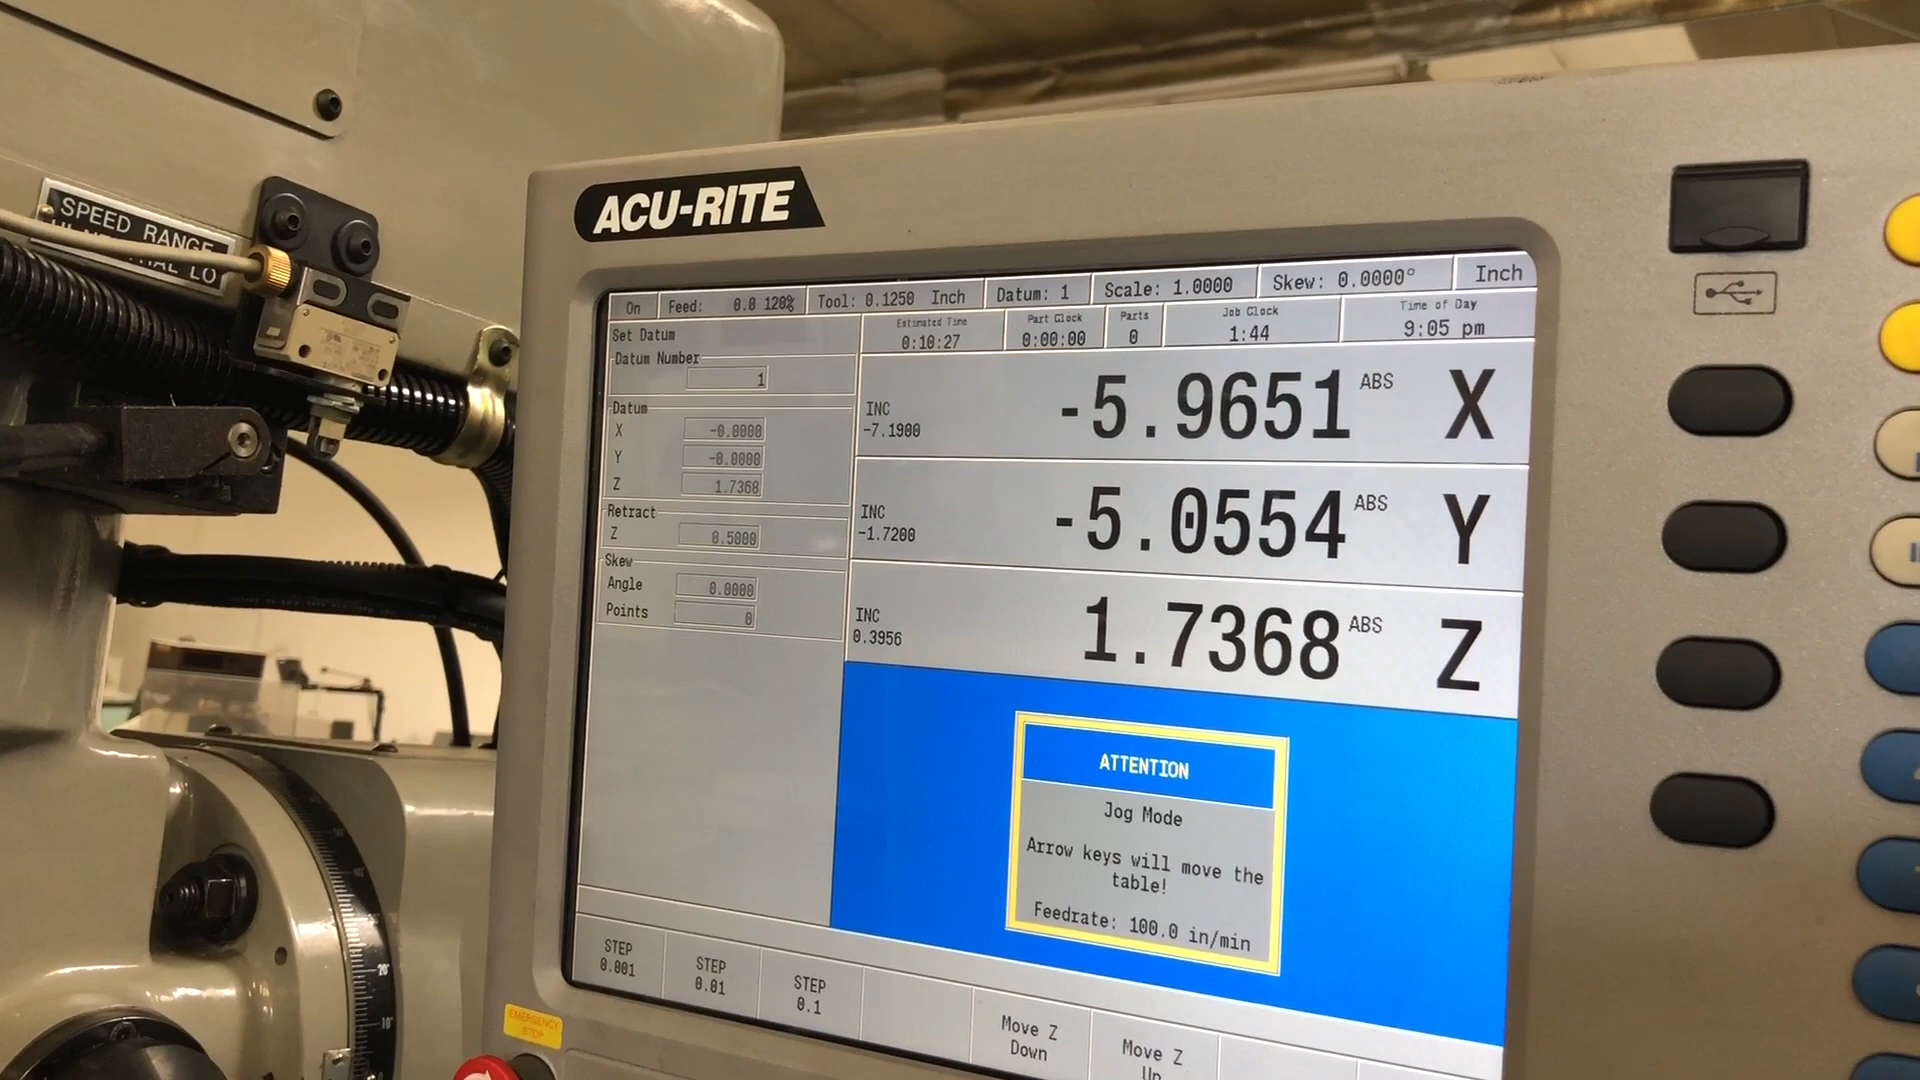 SPEED RANGE
ACU-RITE
On
Feed: 0.0 120%
Tool: 0.1250 Inch
Datum: 1
Scale: 1.0000
Skew: 0.0000°
Inch
Set Datum
Estimated Time
0:10:27
Part Clock
0:00:00
Parts
0
Job Clock
1:44
Time of Day
9:05 pm
Datum Number
1
Datum
X -0.0000
Y -0.0000
Z 1.7368
Retract
Z 0.5000
Skew
Angle 0.0000
Points 0
INC
-7.1900
-5.9651 ABS X
INC
-1.7200
-5.0554 ABS Y
INC
0.3956
1.7368 ABS Z
ATTENTION
Jog Mode
Arrow keys will move the
table!
Feedrate: 100.0 in/min
STEP
0.001
STEP
0.01
STEP
0.1
Move Z
Down
Move Z
Up
EMERGENCY
STOP
20°
10°